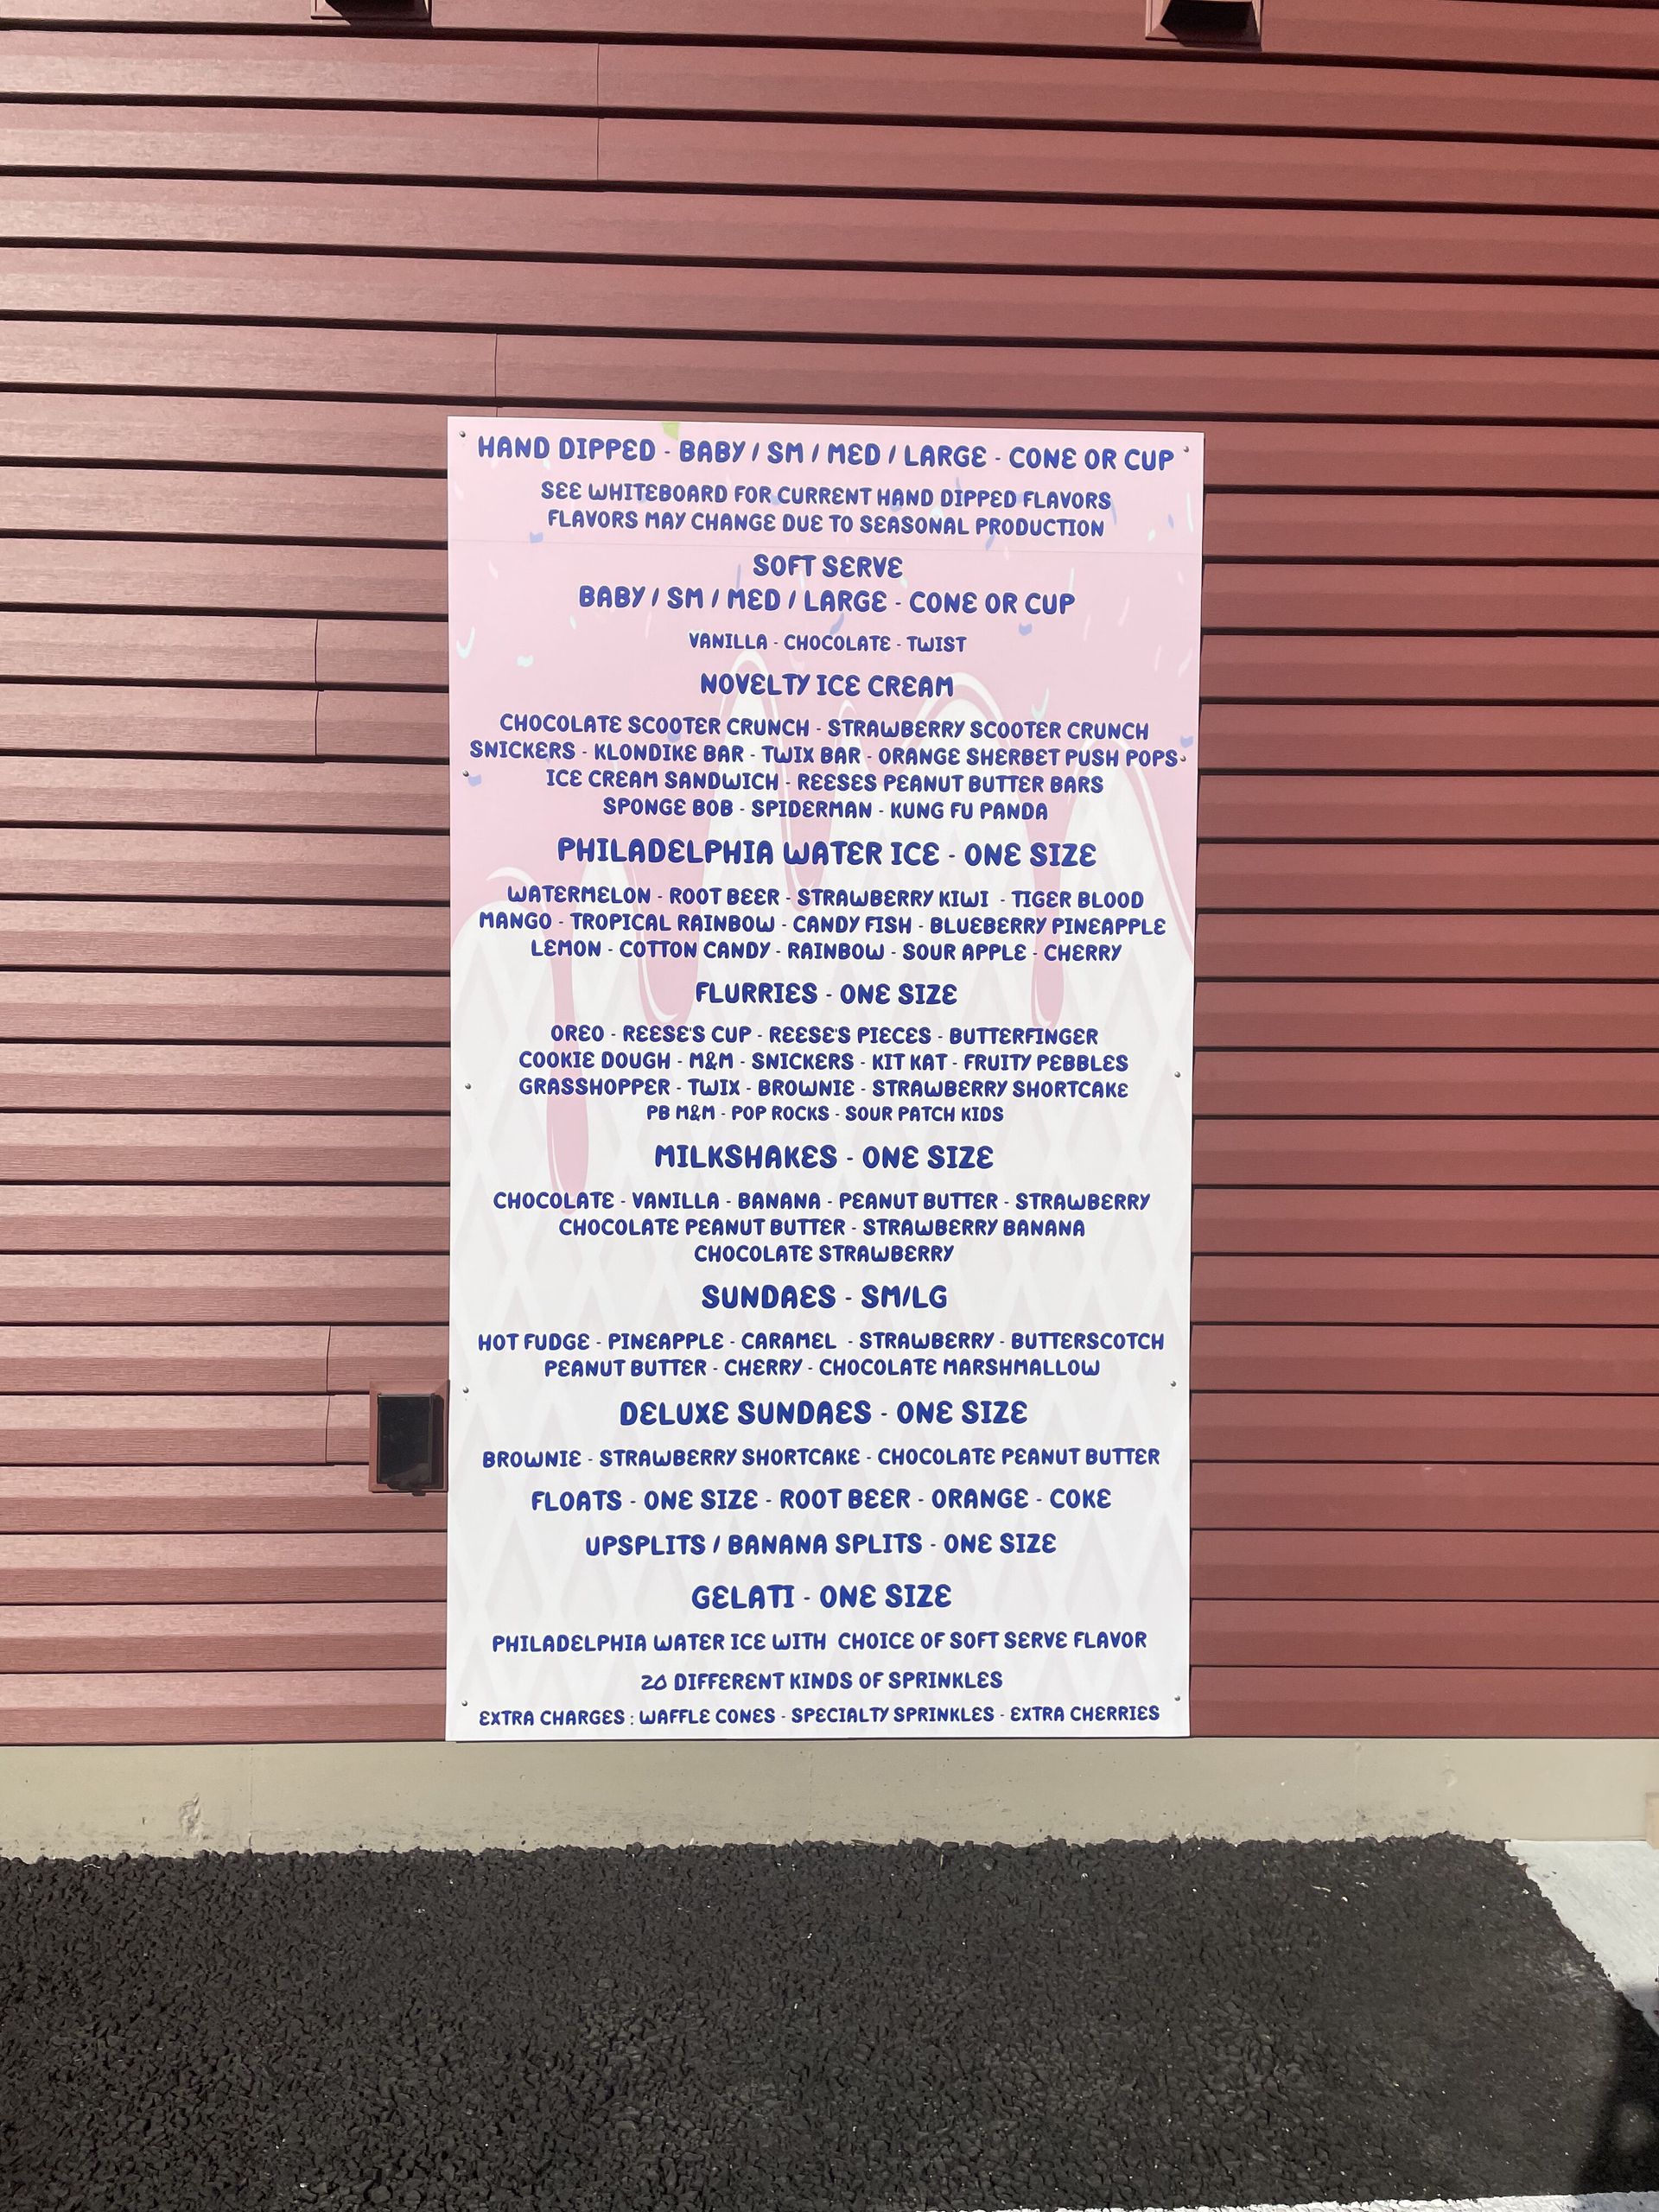 HAND DIPPED - BABY / SM / MED / LARGE - CONE OR CUP
SEE WHITEBOARD FOR CURRENT HAND DIPPED FLAVORS
FLAVORS MAY CHANGE DUE TO SEASONAL PRODUCTION
SOFT SERVE
BABY / SM / MED / LARGE - CONE OR CUP
VANILLA - CHOCOLATE - TWIST
NOVELTY ICE CREAM
CHOCOLATE SCOOTER CRUNCH - STRAWBERRY SCOOTER CRUNCH
SNICKERS - KLONDIKE BAR - TWIX BAR - ORANGE SHERBET PUSH POPS
ICE CREAM SANDWICH - REESES PEANUT BUTTER BARS
SPONGE BOB - SPIDERMAN - KUNG FU PANDA
PHILADELPHIA WATER ICE - ONE SIZE
WATERMELON - ROOT BEER - STRAWBERRY KIWI - TIGER BLOOD
MANGO - TROPICAL RAINBOW - CANDY FISH - BLUEBERRY PINEAPPLE
LEMON - COTTON CANDY - RAINBOW - SOUR APPLE - CHERRY
FLURRIES - ONE SIZE
OREO - REESE'S CUP - REESE'S PIECES - BUTTERFINGER
COOKIE DOUGH - M&M - SNICKERS - KIT KAT - FRUITY PEBBLES
GRASSHOPPER - TWIX - BROWNIE - STRAWBERRY SHORTCAKE
PB M&M - POP ROCKS - SOUR PATCH KIDS
MILKSHAKES - ONE SIZE
CHOCOLATE - VANILLA - BANANA - PEANUT BUTTER - STRAWBERRY
CHOCOLATE PEANUT BUTTER - STRAWBERRY BANANA
CHOCOLATE STRAWBERRY
SUNDAES - SM/LG
HOT FUDGE - PINEAPPLE - CARAMEL - STRAWBERRY - BUTTERSCOTCH
PEANUT BUTTER - CHERRY - CHOCOLATE MARSHMALLOW
DELUXE SUNDAES - ONE SIZE
BROWNIE - STRAWBERRY SHORTCAKE - CHOCOLATE PEANUT BUTTER
FLOATS - ONE SIZE - ROOT BEER - ORANGE - COKE
UPSPLITS / BANANA SPLITS - ONE SIZE
GELATI - ONE SIZE
PHILADELPHIA WATER ICE WITH CHOICE OF SOFT SERVE FLAVOR
20 DIFFERENT KINDS OF SPRINKLES
EXTRA CHARGES : WAFFLE CONES - SPECIALTY SPRINKLES - EXTRA CHERRIES